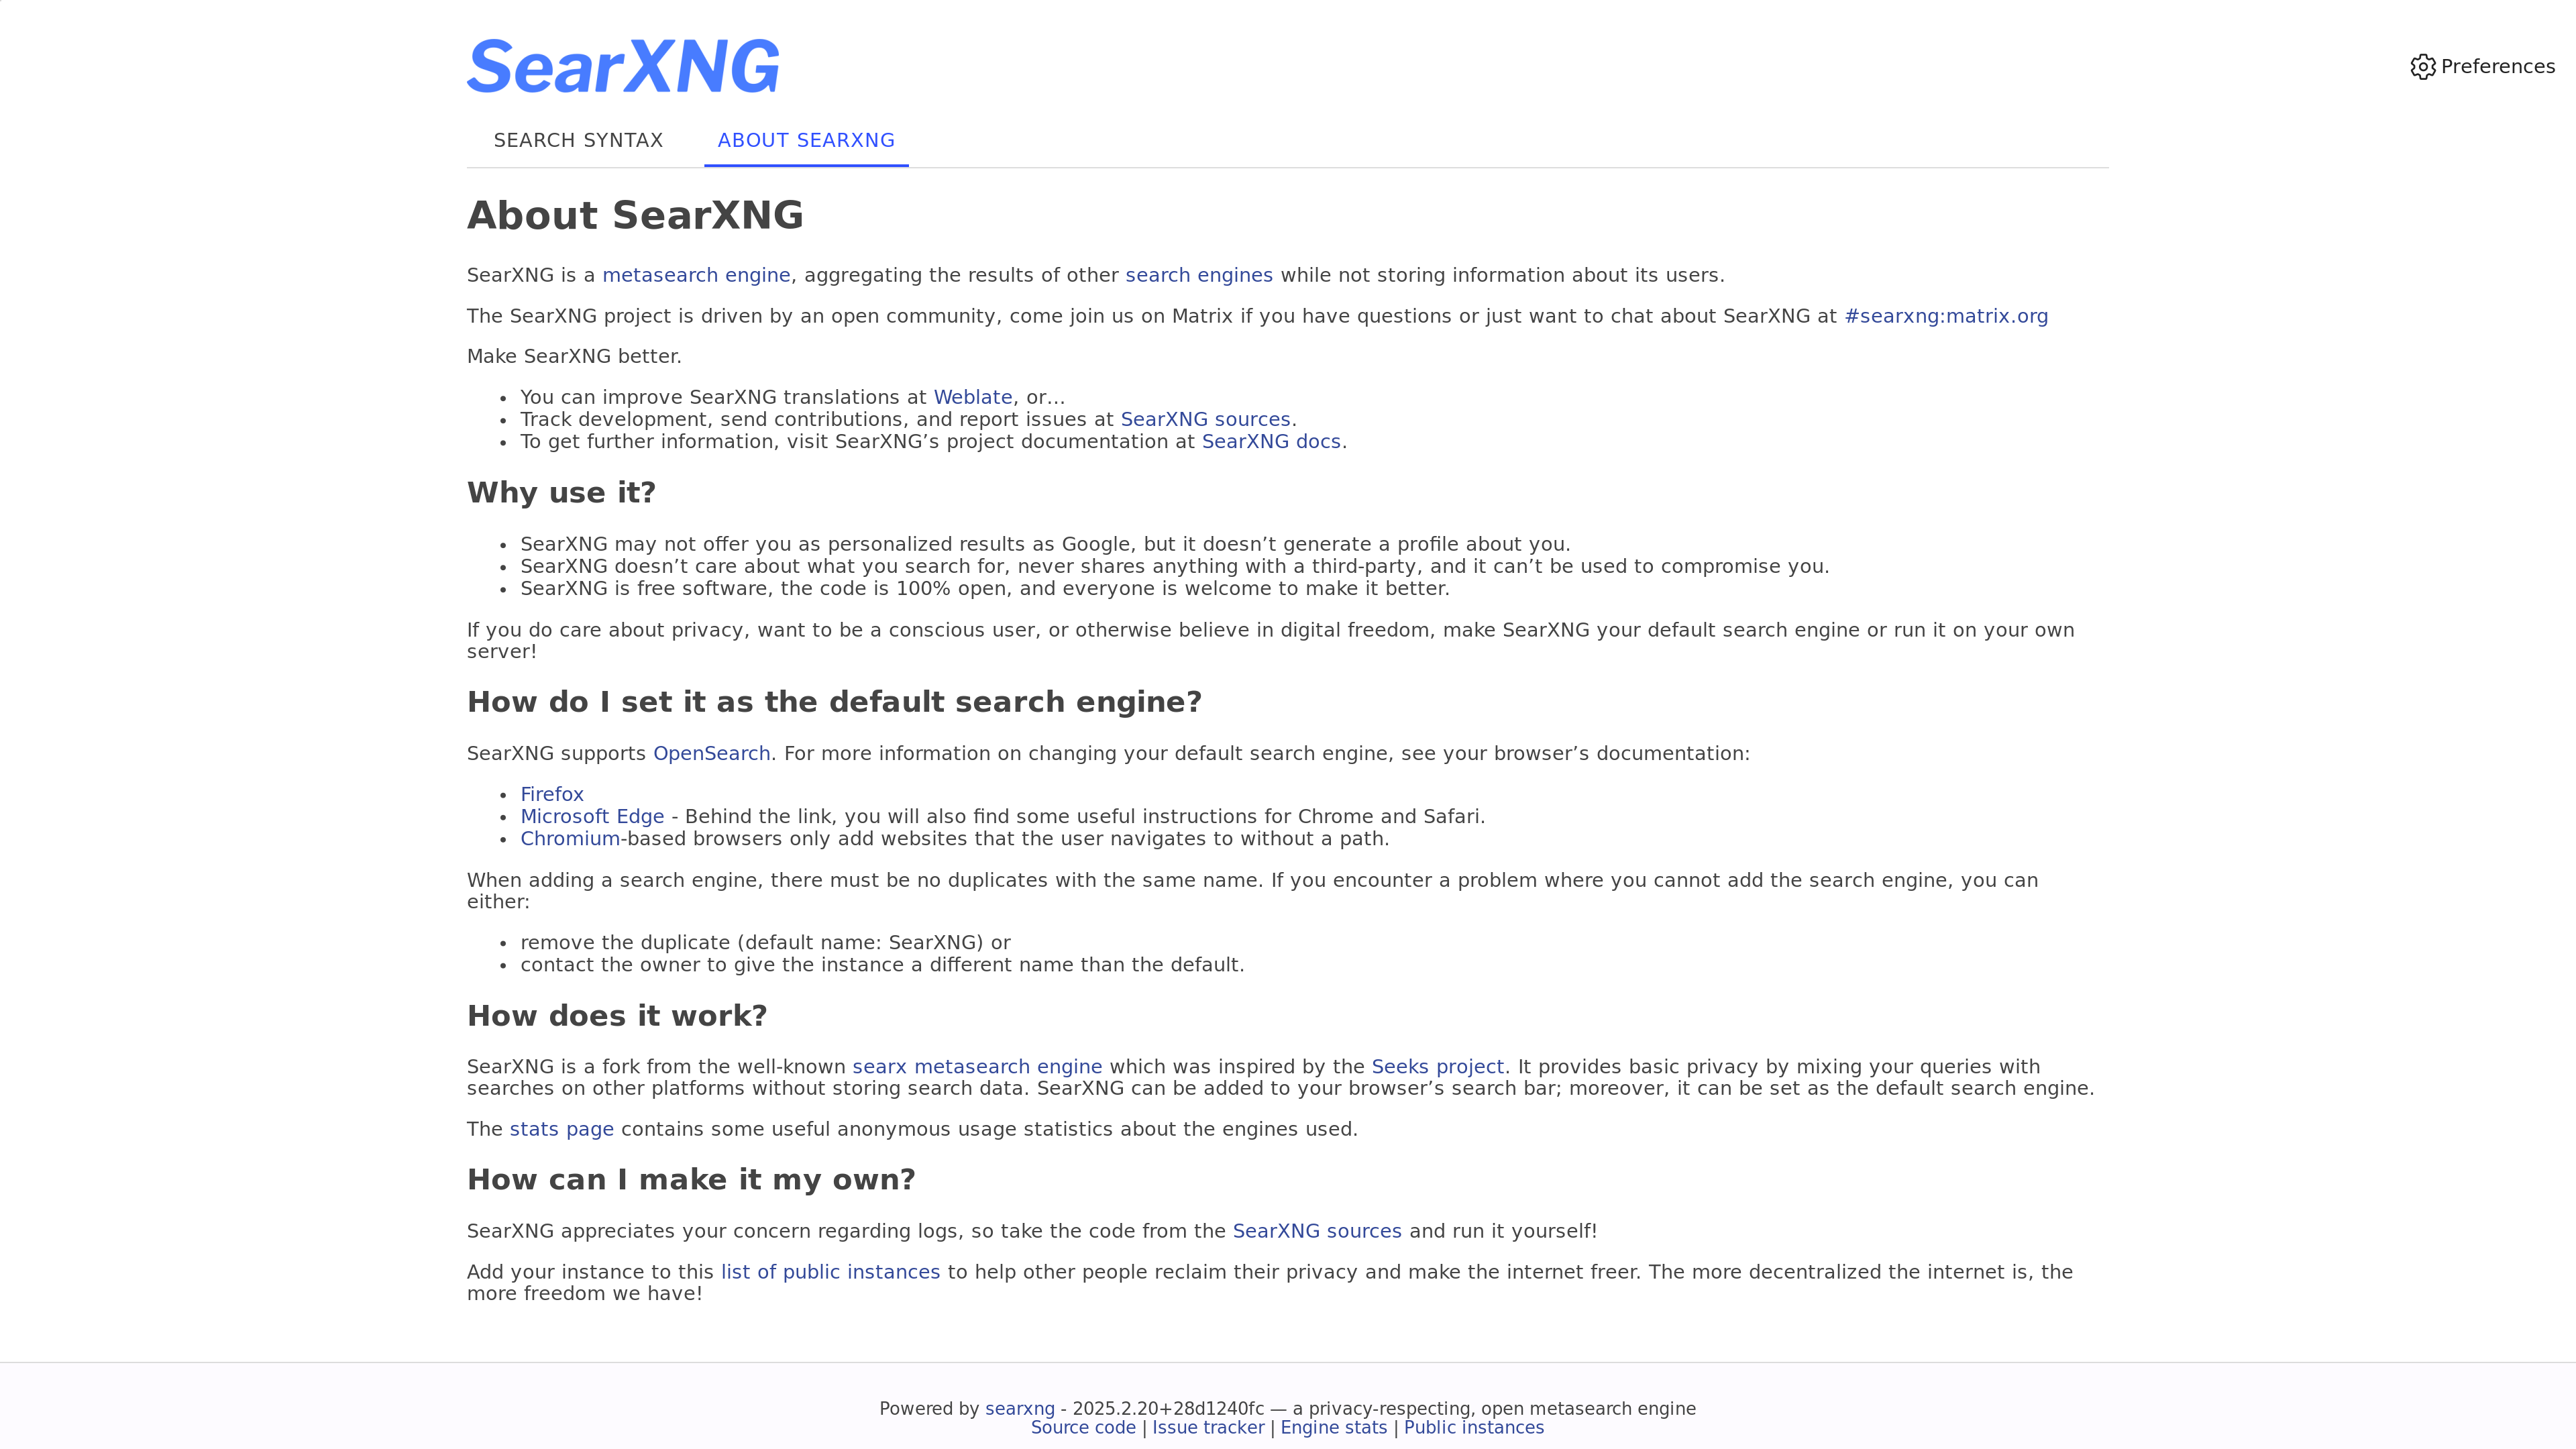 SearXNG
Preferences
SEARCH SYNTAX
ABOUT SEARXNG
About SearXNG
SearXNG is a metasearch engine, aggregating the results of other search engines while not storing information about its users.
The SearXNG project is driven by an open community, come join us on Matrix if you have questions or just want to chat about SearXNG at #searxng:matrix.org
Make SearXNG better.
• You can improve SearXNG translations at Weblate, or...
• Track development, send contributions, and report issues at SearXNG sources.
• To get further information, visit SearXNG’s project documentation at SearXNG docs.
Why use it?
• SearXNG may not offer you as personalized results as Google, but it doesn’t generate a profile about you.
• SearXNG doesn’t care about what you search for, never shares anything with a third-party, and it can’t be used to compromise you.
• SearXNG is free software, the code is 100% open, and everyone is welcome to make it better.
If you do care about privacy, want to be a conscious user, or otherwise believe in digital freedom, make SearXNG your default search engine or run it on your own
server!
How do I set it as the default search engine?
SearXNG supports OpenSearch. For more information on changing your default search engine, see your browser’s documentation:
• Firefox
• Microsoft Edge - Behind the link, you will also find some useful instructions for Chrome and Safari.
• Chromium-based browsers only add websites that the user navigates to without a path.
When adding a search engine, there must be no duplicates with the same name. If you encounter a problem where you cannot add the search engine, you can
either:
• remove the duplicate (default name: SearXNG) or
• contact the owner to give the instance a different name than the default.
How does it work?
SearXNG is a fork from the well-known searx metasearch engine which was inspired by the Seeks project. It provides basic privacy by mixing your queries with
searches on other platforms without storing search data. SearXNG can be added to your browser’s search bar; moreover, it can be set as the default search engine.
The stats page contains some useful anonymous usage statistics about the engines used.
How can I make it my own?
SearXNG appreciates your concern regarding logs, so take the code from the SearXNG sources and run it yourself!
Add your instance to this list of public instances to help other people reclaim their privacy and make the internet freer. The more decentralized the internet is, the
more freedom we have!
Powered by searxng - 2025.2.20+28d1240fc — a privacy-respecting, open metasearch engine
Source code | Issue tracker | Engine stats | Public instances